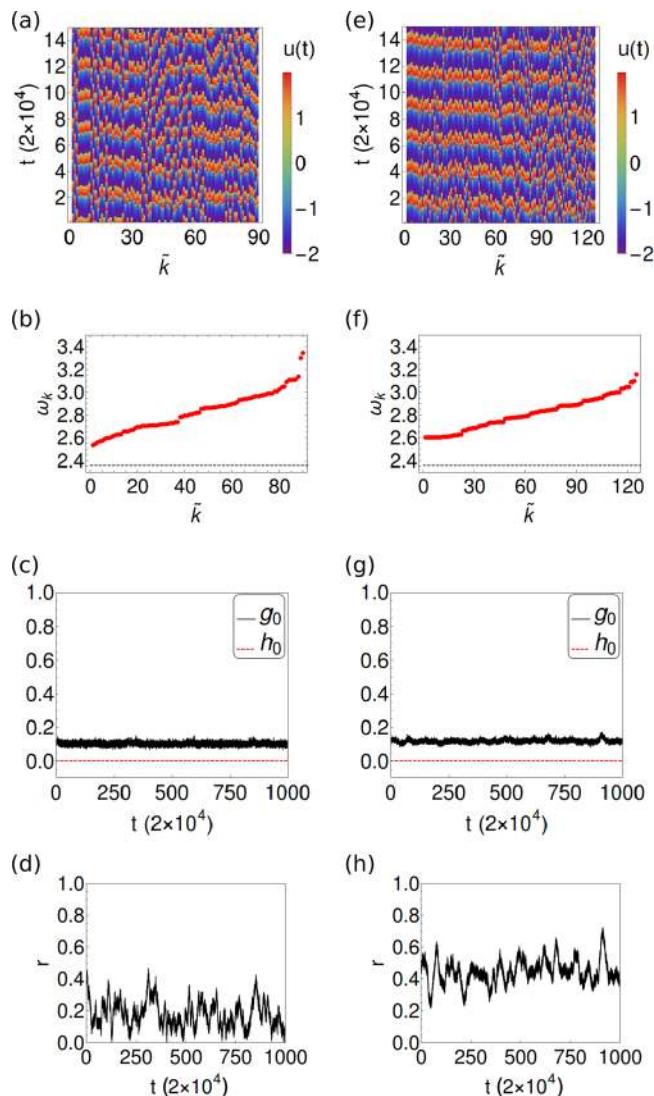 (a)
u(t)
t (2×10⁴)
14
12
10
8
6
4
2
1
0
−1
−2
0 30 60 90
k̃
(e)
u(t)
t (2×10⁴)
14
12
10
8
6
4
2
1
0
−1
−2
0 30 60 90 120
k̃
(b)
ωₖ
3.4
3.2
3.0
2.8
2.6
2.4
0 20 40 60 80
k̃
(f)
ωₖ
3.4
3.2
3.0
2.8
2.6
2.4
0 30 60 90 120
k̃
(c)
1.0
0.8
0.6
0.4
0.2
0.0
g₀
h₀
0 250 500 750 1000
t (2×10⁴)
(g)
1.0
0.8
0.6
0.4
0.2
0.0
g₀
h₀
0 250 500 750 1000
t (2×10⁴)
(d)
r
1.0
0.8
0.6
0.4
0.2
0.0
0 250 500 750 1000
t (2×10⁴)
(h)
r
1.0
0.8
0.6
0.4
0.2
0.0
0 250 500 750 1000
t (2×10⁴)